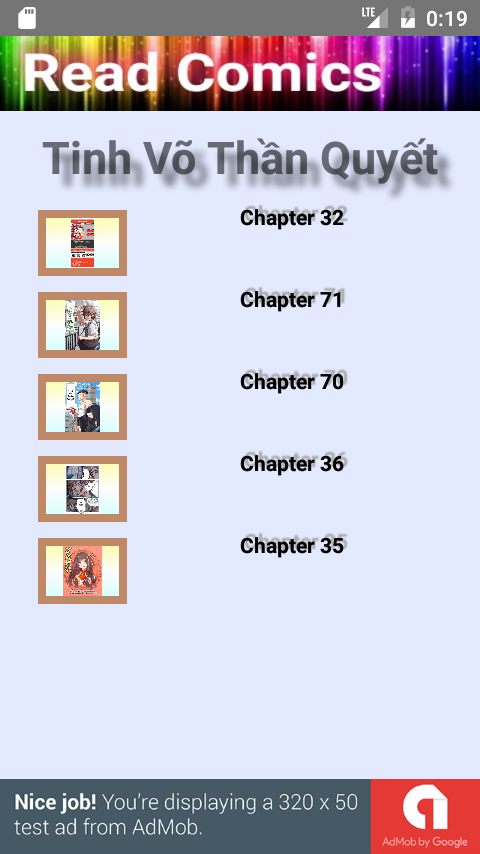 LTE 0:19
Read Comics
Tinh Võ Thần Quyết
Chapter 32
Chapter 71
Chapter 70
Chapter 36
Chapter 35
Nice job! You're displaying a 320 x 50
test ad from AdMob.
AdMob by Google